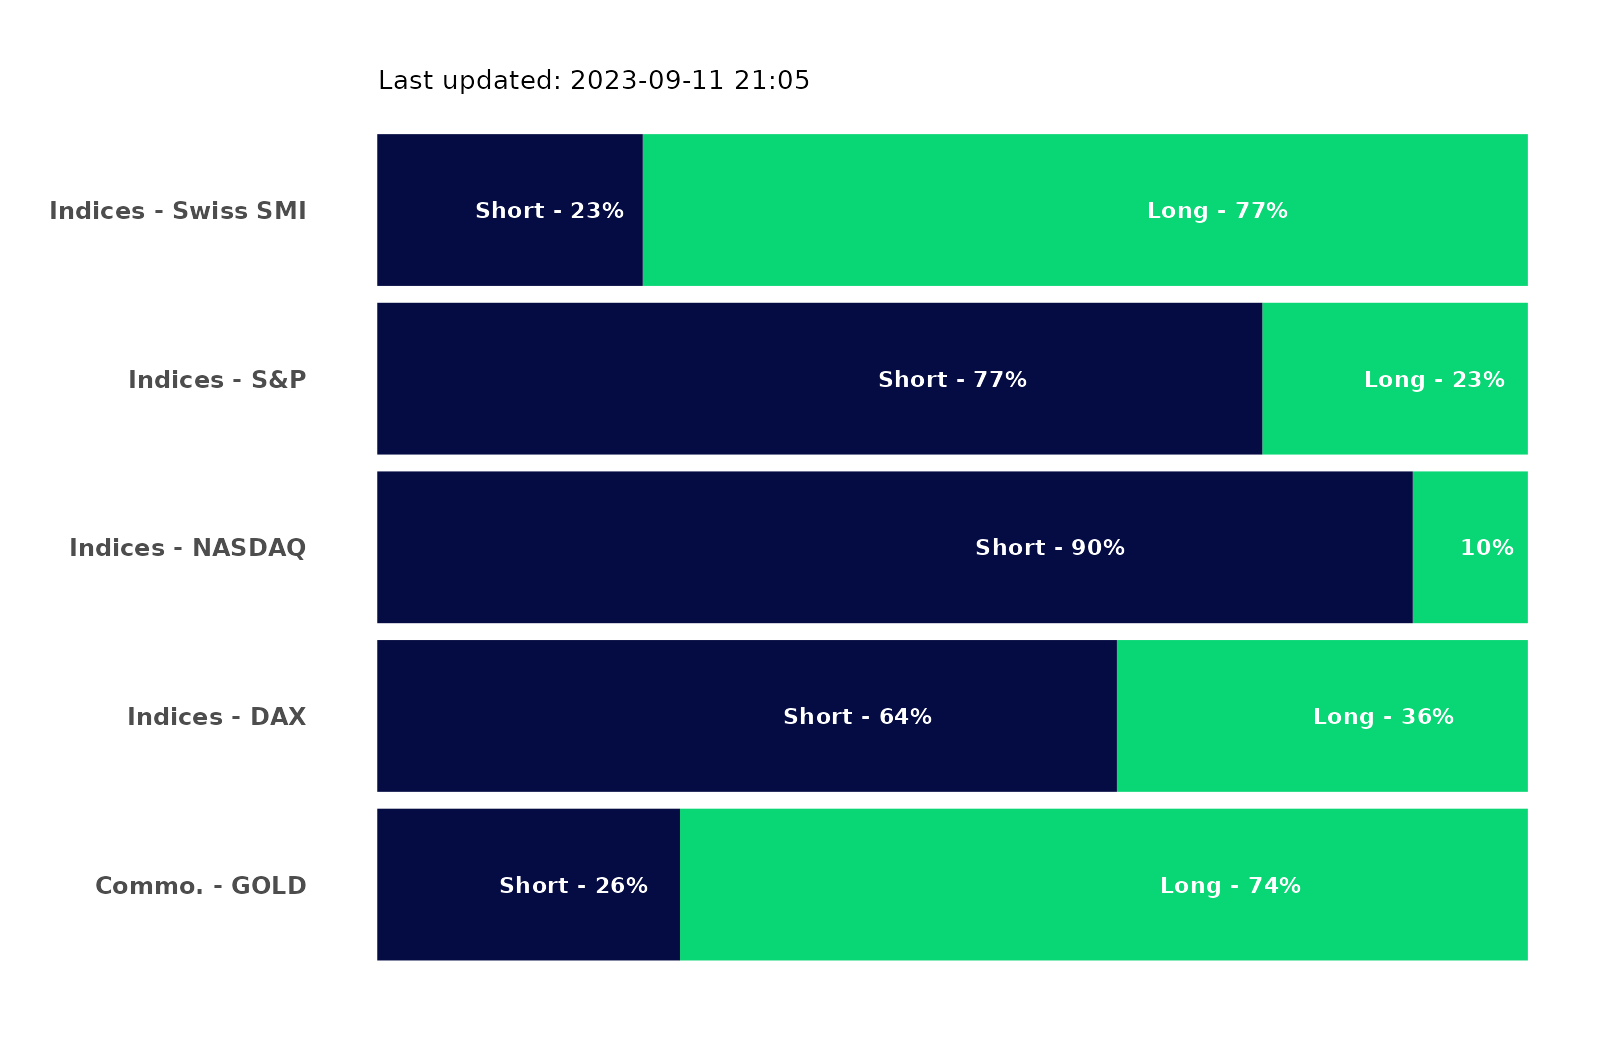 Last updated: 2023-09-11 21:05
Indices - Swiss SMI Short - 23% Long - 77%
Indices - S&P Short - 77% Long - 23%
Indices - NASDAQ Short - 90% 10%
Indices - DAX Short - 64% Long - 36%
Commo. - GOLD Short - 26% Long - 74%